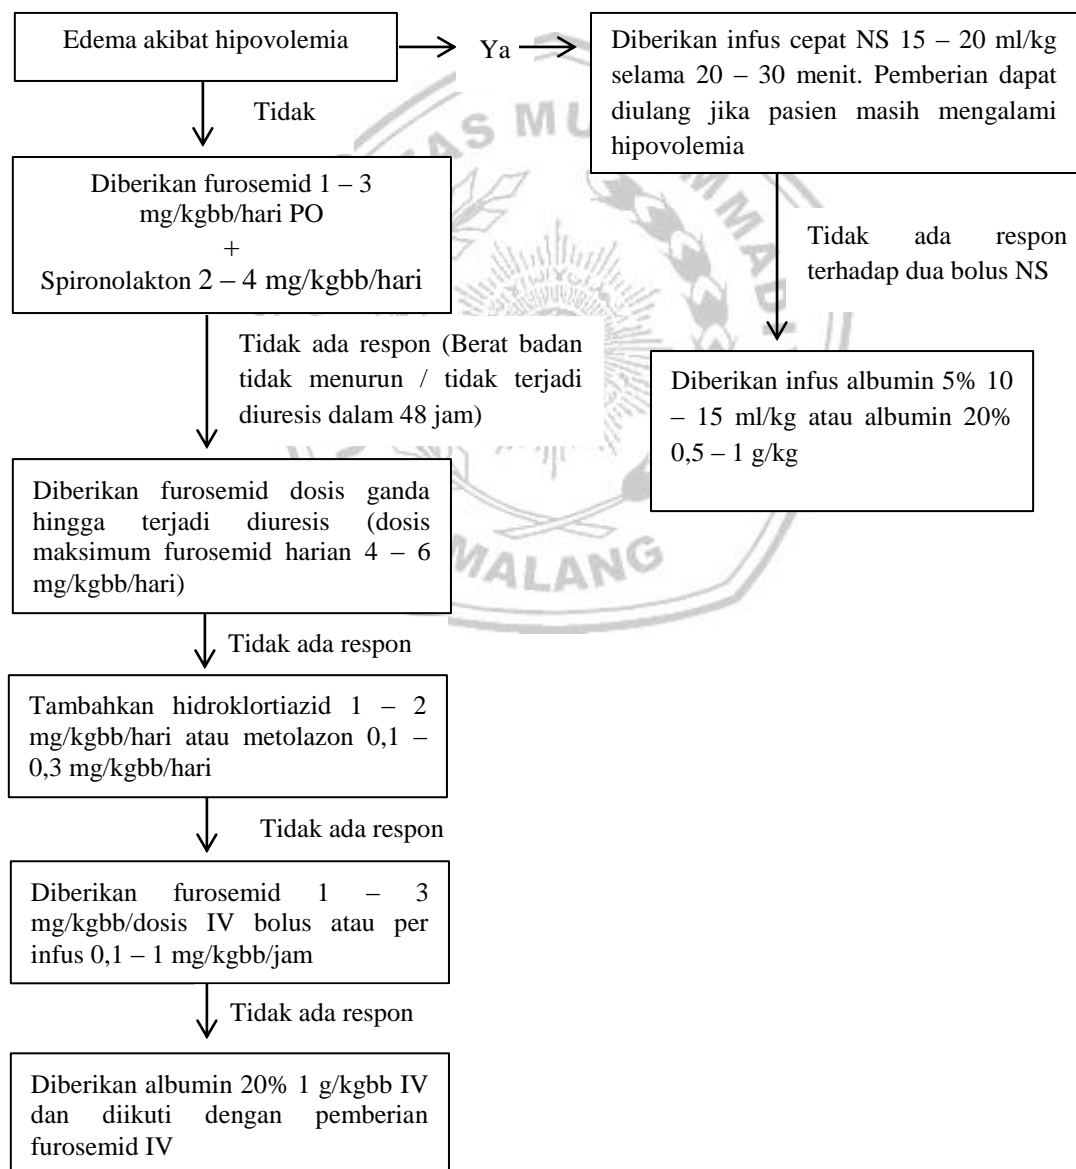 Edema akibat hipovolemia
Ya
Diberikan infus cepat NS 15 – 20 ml/kg
selama 20 – 30 menit. Pemberian dapat
diulang jika pasien masih mengalami
hipovolemia
Tidak
Diberikan furosemid 1 – 3
mg/kgbb/hari PO
+
Spironolakton 2 – 4 mg/kgbb/hari
Tidak ada respon
terhadap dua bolus NS
Tidak ada respon (Berat badan
tidak menurun / tidak terjadi
diuresis dalam 48 jam)
Diberikan infus albumin 5% 10
– 15 ml/kg atau albumin 20%
0,5 – 1 g/kg
Diberikan furosemid dosis ganda
hingga terjadi diuresis (dosis
maksimum furosemid harian 4 – 6
mg/kgbb/hari)
MALANG
Tidak ada respon
Tambahkan hidroklortiazid 1 – 2
mg/kgbb/hari atau metolazon 0,1 –
0,3 mg/kgbb/hari
Tidak ada respon
Diberikan furosemid 1 – 3
mg/kgbb/dosis IV bolus atau per
infus 0,1 – 1 mg/kgbb/jam
Tidak ada respon
Diberikan albumin 20% 1 g/kgbb IV
dan diikuti dengan pemberian
furosemid IV